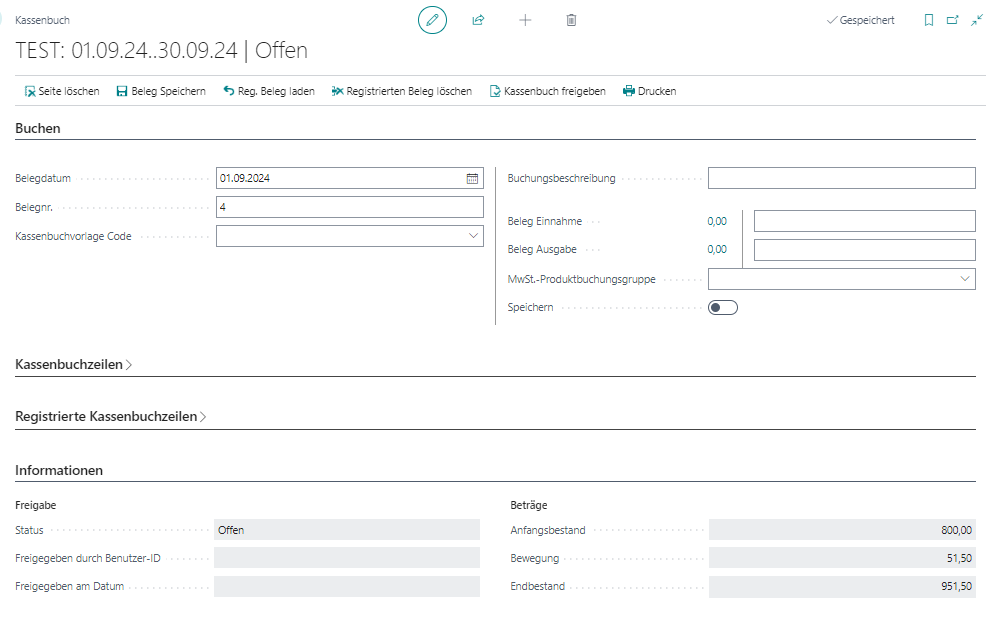 Kassenbuch
Gespeichert
TEST: 01.09.24..30.09.24 | Offen
Seite löschen Beleg Speichern Reg. Beleg laden Registrierten Beleg löschen Kassenbuch freigeben Drucken
Buchen
Belegdatum 01.09.2024
Belegnr. 4
Kassenbuchvorlage Code
Buchungsbeschreibung
Beleg Einnahme 0,00
Beleg Ausgabe 0,00
MwSt.-Produktbuchungsgruppe
Speichern
Kassenbuchzeilen
Registrierte Kassenbuchzeilen
Informationen
Freigabe
Status Offen
Freigegeben durch Benutzer-ID
Freigegeben am Datum
Beträge
Anfangsbestand 800,00
Bewegung 51,50
Endbestand 951,50